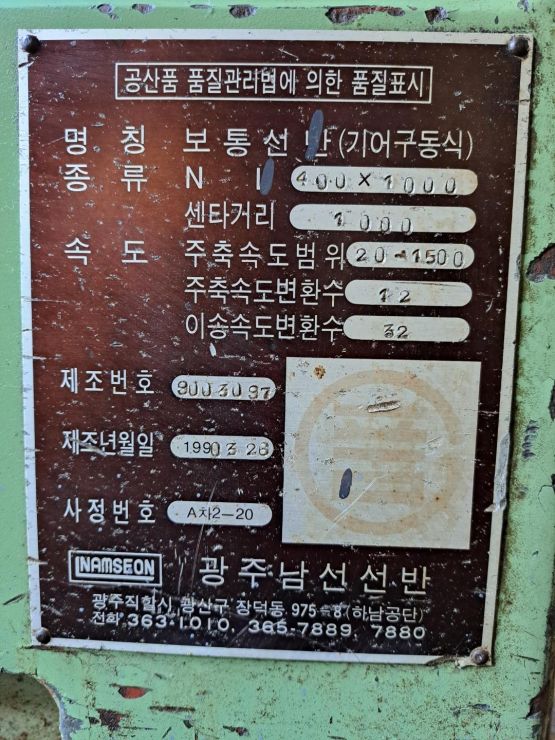 공산품 품질관리법에 의한 품질표시
명 칭 보통선반(기어구동식)
종 류 N 400×1000
센타거리 1000
속 도 주축속도범위 20-1500
주축속도변환수 12
이송속도변환수 32
제조번호 9003097
제조년월일 1990 3 26
사정번호 A차2-20
NAMSEON 광주남선선반
광주직할시 광산구 장덕동 975-8(하남공단)
전화 363-1010, 365-7889, 7880